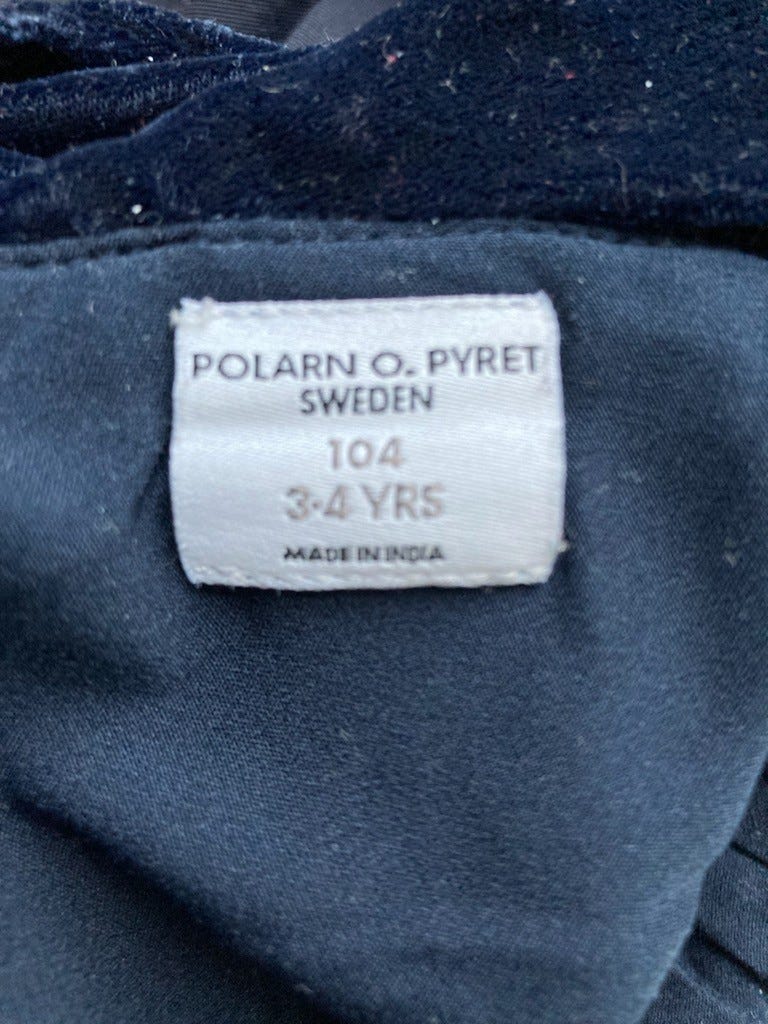 POLARN O. PYRET
SWEDEN
104
3-4 YRS
MADE IN INDIA